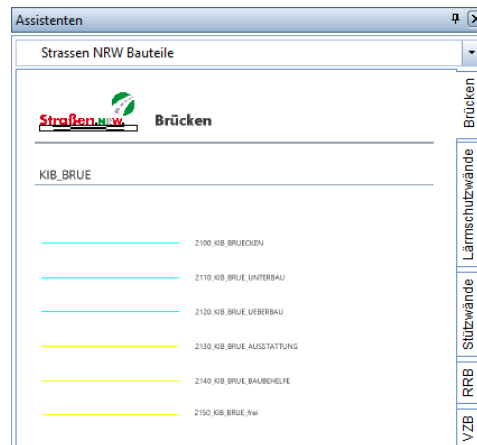 Assistenten
Strassen NRW Bauteile
Straßen.NRW.
Brücken
KIB_BRUE
2100_KIB_BRUECKEN
2110_KIB_BRUE_UNTERBAU
2120_KIB_BRUE_UEBERBAU
2130_KIB_BRUE_AUSSTATTUNG
2140_KIB_BRUE_BAUBEHELFE
2150_KIB_BRUE_frei
Brücken
Lärmschutzwände
Stützwände
RRB
VZB